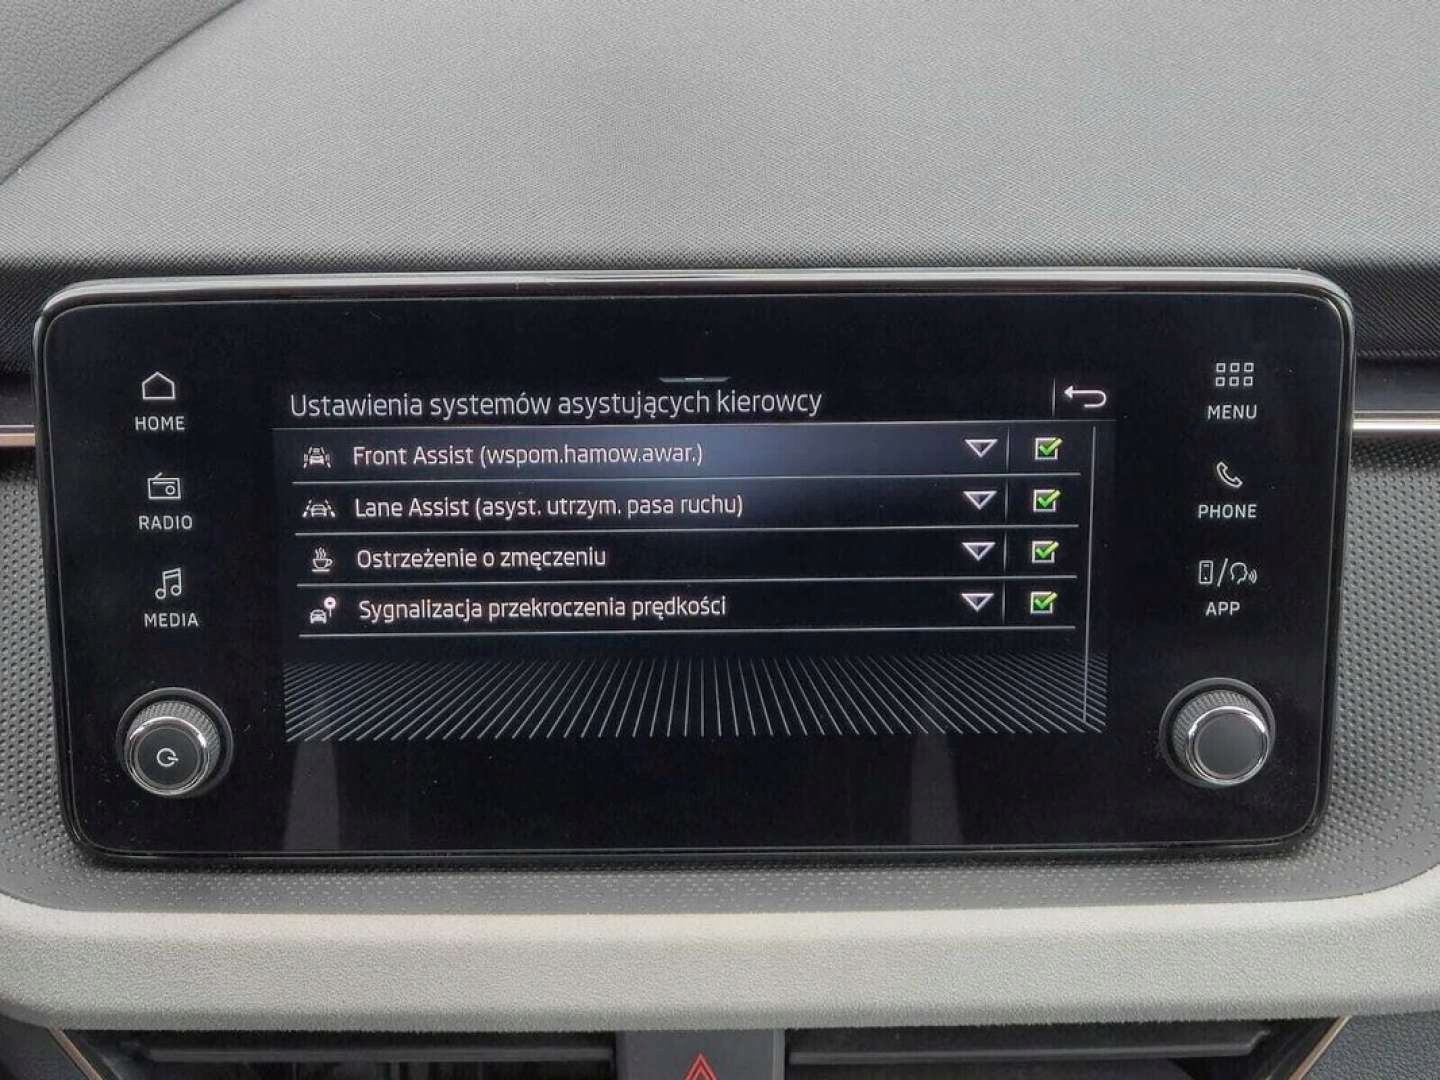 Ustawienia systemów asystujących kierowcy
Front Assist (wspom.hamow.awar.)
Lane Assist (asyst. utrzym. pasa ruchu)
Ostrzeżenie o zmęczeniu
Sygnalizacja przekroczenia prędkości
HOME
RADIO
MEDIA
MENU
PHONE
APP